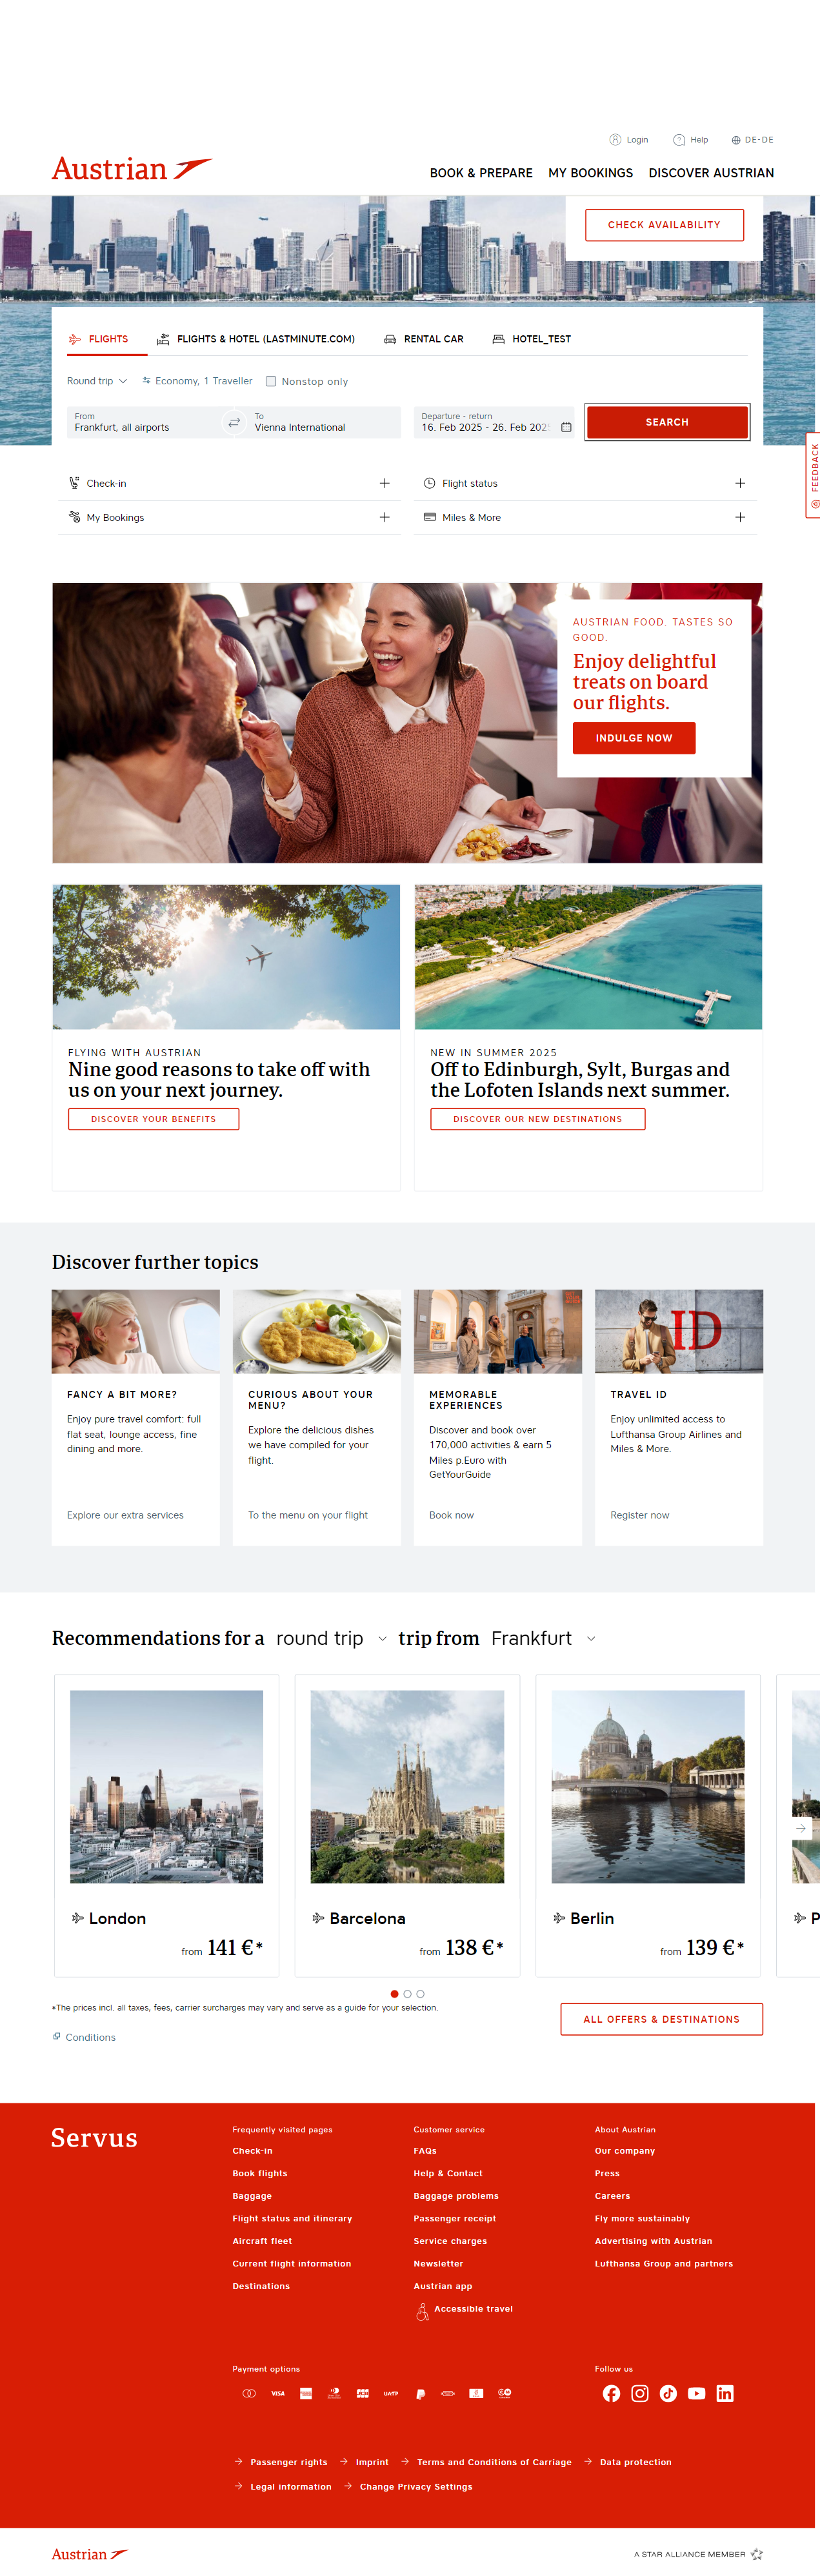 Login
Help
DE-DE
Austrian
BOOK & PREPARE
MY BOOKINGS
DISCOVER AUSTRIAN
CHECK AVAILABILITY
FLIGHTS
FLIGHTS & HOTEL (LASTMINUTE.COM)
RENTAL CAR
HOTEL_TEST
Round trip
Economy, 1 Traveller
Nonstop only
From
Frankfurt, all airports
To
Vienna International
Departure - return
16. Feb 2025 - 26. Feb 202
SEARCH
FEEDBACK
Check-in
Flight status
My Bookings
Miles & More
AUSTRIAN FOOD. TASTES SO
GOOD.
Enjoy delightful
treats on board
our flights.
INDULGE NOW
FLYING WITH AUSTRIAN
Nine good reasons to take off with
us on your next journey.
DISCOVER YOUR BENEFITS
NEW IN SUMMER 2025
Off to Edinburgh, Sylt, Burgas and
the Lofoten Islands next summer.
DISCOVER OUR NEW DESTINATIONS
Discover further topics
ID
FANCY A BIT MORE?
Enjoy pure travel comfort: full
flat seat, lounge access, fine
dining and more.
Explore our extra services
CURIOUS ABOUT YOUR
MENU?
Explore the delicious dishes
we have compiled for your
flight.
To the menu on your flight
MEMORABLE
EXPERIENCES
Discover and book over
170,000 activities & earn 5
Miles p.Euro with
GetYourGuide
Book now
TRAVEL ID
Enjoy unlimited access to
Lufthansa Group Airlines and
Miles & More.
Register now
Recommendations for a round trip trip from Frankfurt
London
from 141 €*
Barcelona
from 138 €*
Berlin
from 139 €*
P
*The prices incl. all taxes, fees, carrier surcharges may vary and serve as a guide for your selection.
ALL OFFERS & DESTINATIONS
Conditions
Servus
Frequently visited pages
Check-in
Book flights
Baggage
Flight status and itinerary
Aircraft fleet
Current flight information
Destinations
Customer service
FAQs
Help & Contact
Baggage problems
Passenger receipt
Service charges
Newsletter
Austrian app
Accessible travel
About Austrian
Our company
Press
Careers
Fly more sustainably
Advertising with Austrian
Lufthansa Group and partners
Payment options
VISA
UATP
Follow us
Passenger rights
Imprint
Terms and Conditions of Carriage
Data protection
Legal information
Change Privacy Settings
Austrian
A STAR ALLIANCE MEMBER